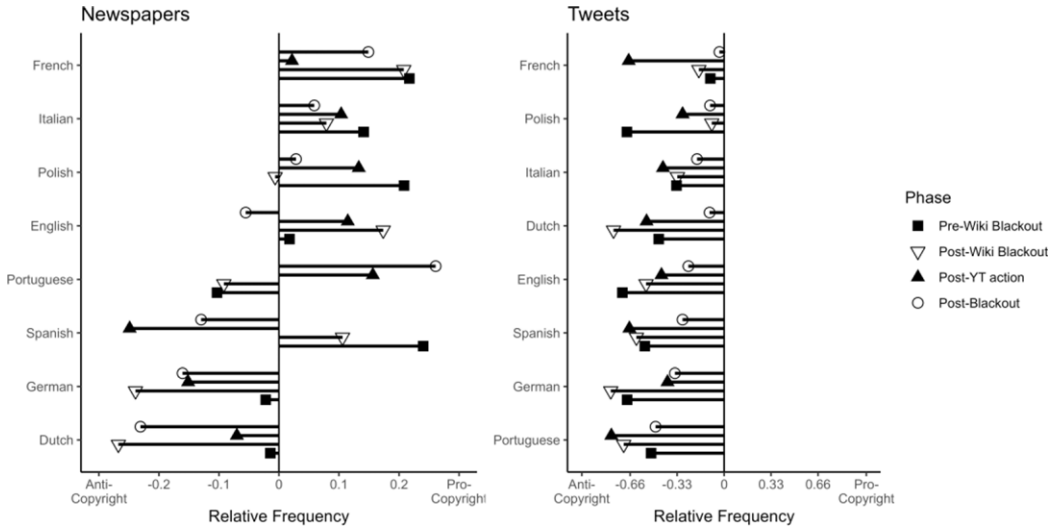 Newspapers
French
Italian
Polish
English
Portuguese
Spanish
German
Dutch
Anti-
Copyright
-0.2
-0.1
0
0.1
0.2
Pro-
Copyright
Relative Frequency
Tweets
French
Polish
Italian
Dutch
English
Spanish
German
Portuguese
Anti-
Copyright
-0.66
-0.33
0
0.33
0.66
Pro-
Copyright
Relative Frequency
Phase
Pre-Wiki Blackout
Post-Wiki Blackout
Post-YT action
Post-Blackout